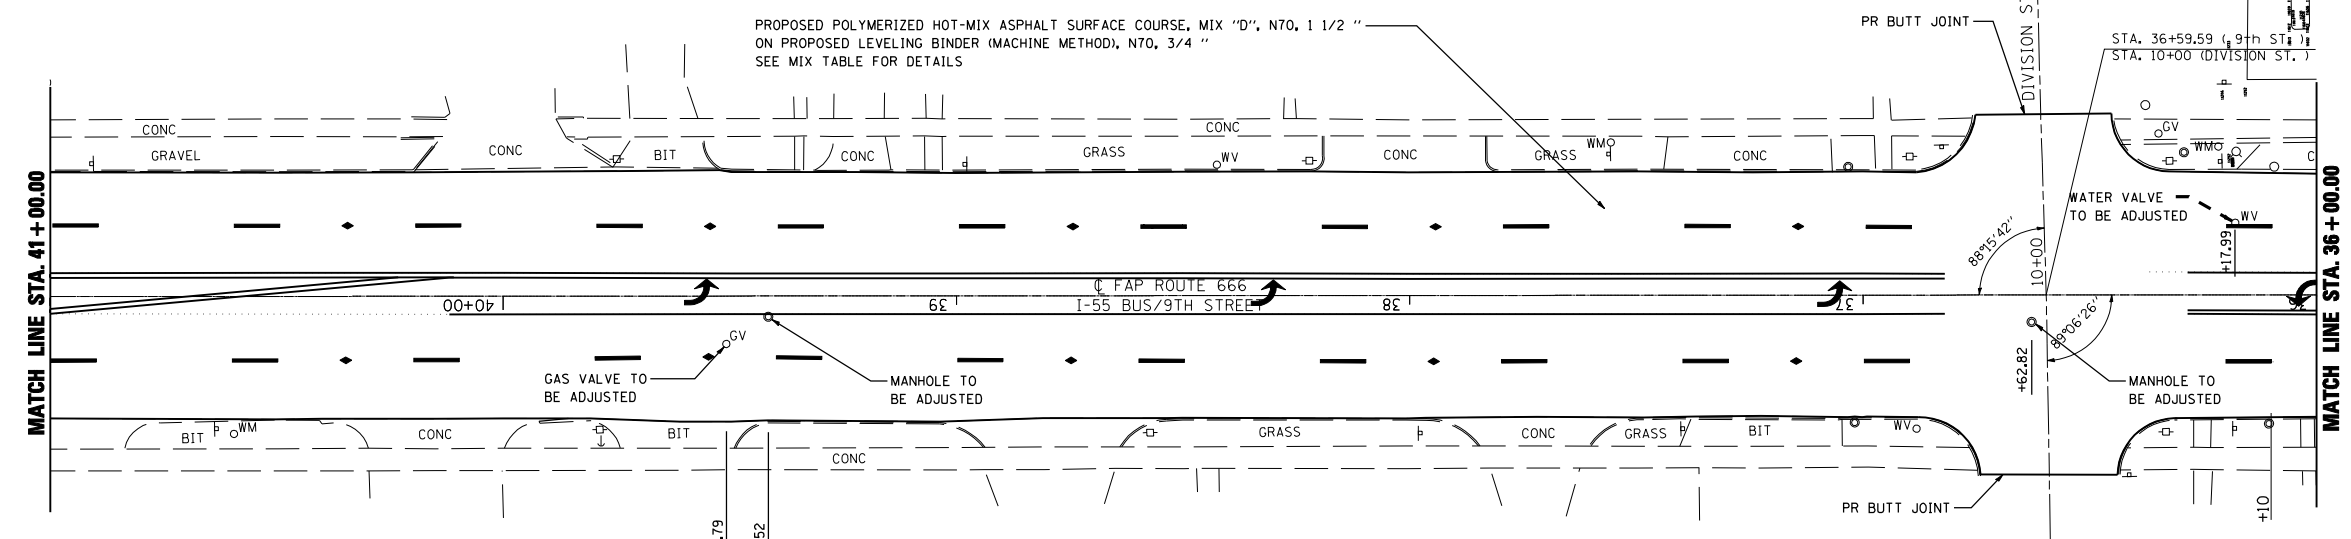 PROPOSED POLYMERIZED HOT-MIX ASPHALT SURFACE COURSE, MIX "D", N70, 1 1/2 "
ON PROPOSED LEVELING BINDER (MACHINE METHOD), N70, 3/4 "
SEE MIX TABLE FOR DETAILS
PR BUTT JOINT
DIVISION
STA. 36+59.59 ( 9th ST. )
STA. 10+00 (DIVISION ST. )
CONC
GRAVEL
CONC
BIT
CONC
CONC
GRASS
WV
CONC
GRASS
WM
CONC
GV
WM
MATCH LINE STA. 41+00.00
MATCH LINE STA. 36+00.00
WATER VALVE
TO BE ADJUSTED
WV
+17.99
88°15'42"
10+00
89°06'26"
℄ FAP ROUTE 666
I-55 BUS/9TH STREET
40+00
39
38
37
36
GV
GAS VALVE TO
BE ADJUSTED
MANHOLE TO
BE ADJUSTED
+62.82
MANHOLE TO
BE ADJUSTED
BIT
WM
CONC
BIT
CONC
GRASS
CONC
GRASS
BIT
WV
PR BUTT JOINT
+10
.79
52